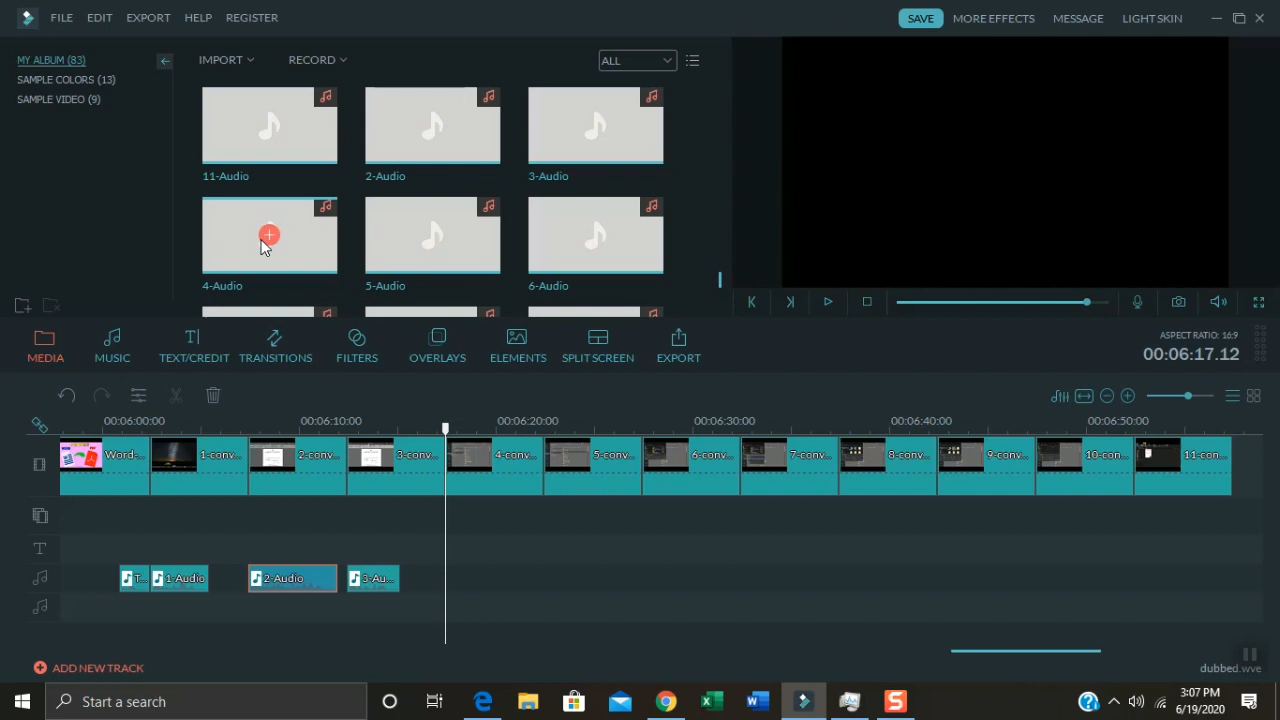 FILE EDIT EXPORT HELP REGISTER SAVE MORE EFFECTS MESSAGE LIGHT SKIN
MY ALBUM (83)
SAMPLE COLORS (13)
SAMPLE VIDEO (9)
IMPORT RECORD ALL
11-Audio 2-Audio 3-Audio
4-Audio 5-Audio 6-Audio
MEDIA MUSIC TEXT/CREDIT TRANSITIONS FILTERS OVERLAYS ELEMENTS SPLIT SCREEN EXPORT
ASPECT RATIO: 16:9
00:06:17.12
00:06:00:00 00:06:10:00 00:06:20:00 00:06:30:00 00:06:40:00 00:06:50:00
Word-... 1-conv... 2-conv... 3-conv... 4-conv... 5-conv... 6-conv... 7-conv... 8-conv... 9-conv... 10-con... 11-con...
T
T... 1-Audio 2-Audio 3-Au...
ADD NEW TRACK
dubbed.wve
Start a search
3:07 PM
6/19/2020